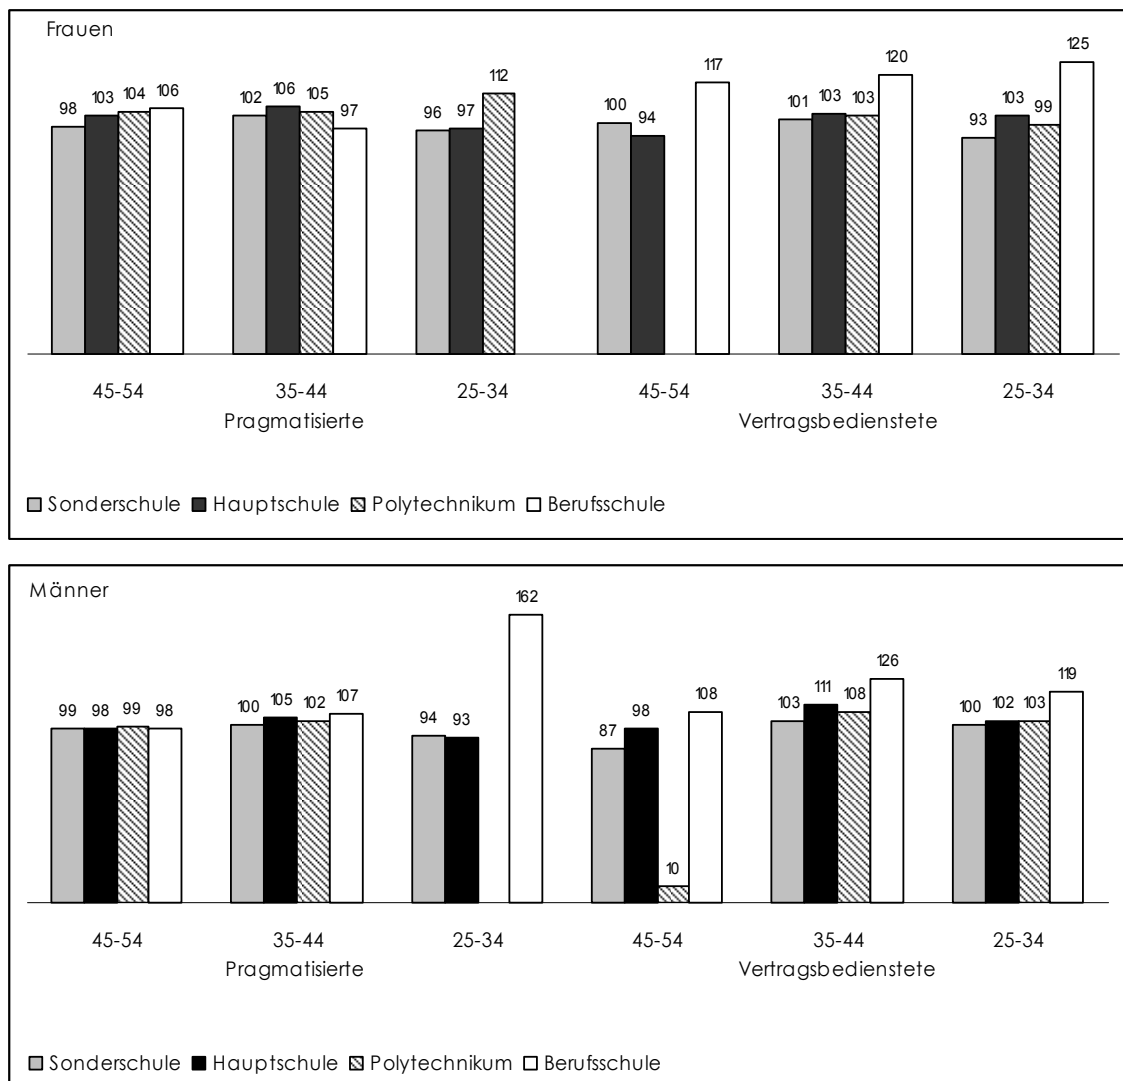 Frauen
98 103 104 106 102 106 105 97 96 97 112 100 94 117 101 103 103 120 93 103 99 125
45-54 35-44 25-34 45-54 35-44 25-34
Pragmatisierte Vertragsbedienstete
Sonderschule Hauptschule Polytechnikum Berufsschule
Männer
99 98 99 98 100 105 102 107 94 93 162 87 98 10 108 103 111 108 126 100 102 103 119
45-54 35-44 25-34 45-54 35-44 25-34
Pragmatisierte Vertragsbedienstete
Sonderschule Hauptschule Polytechnikum Berufsschule